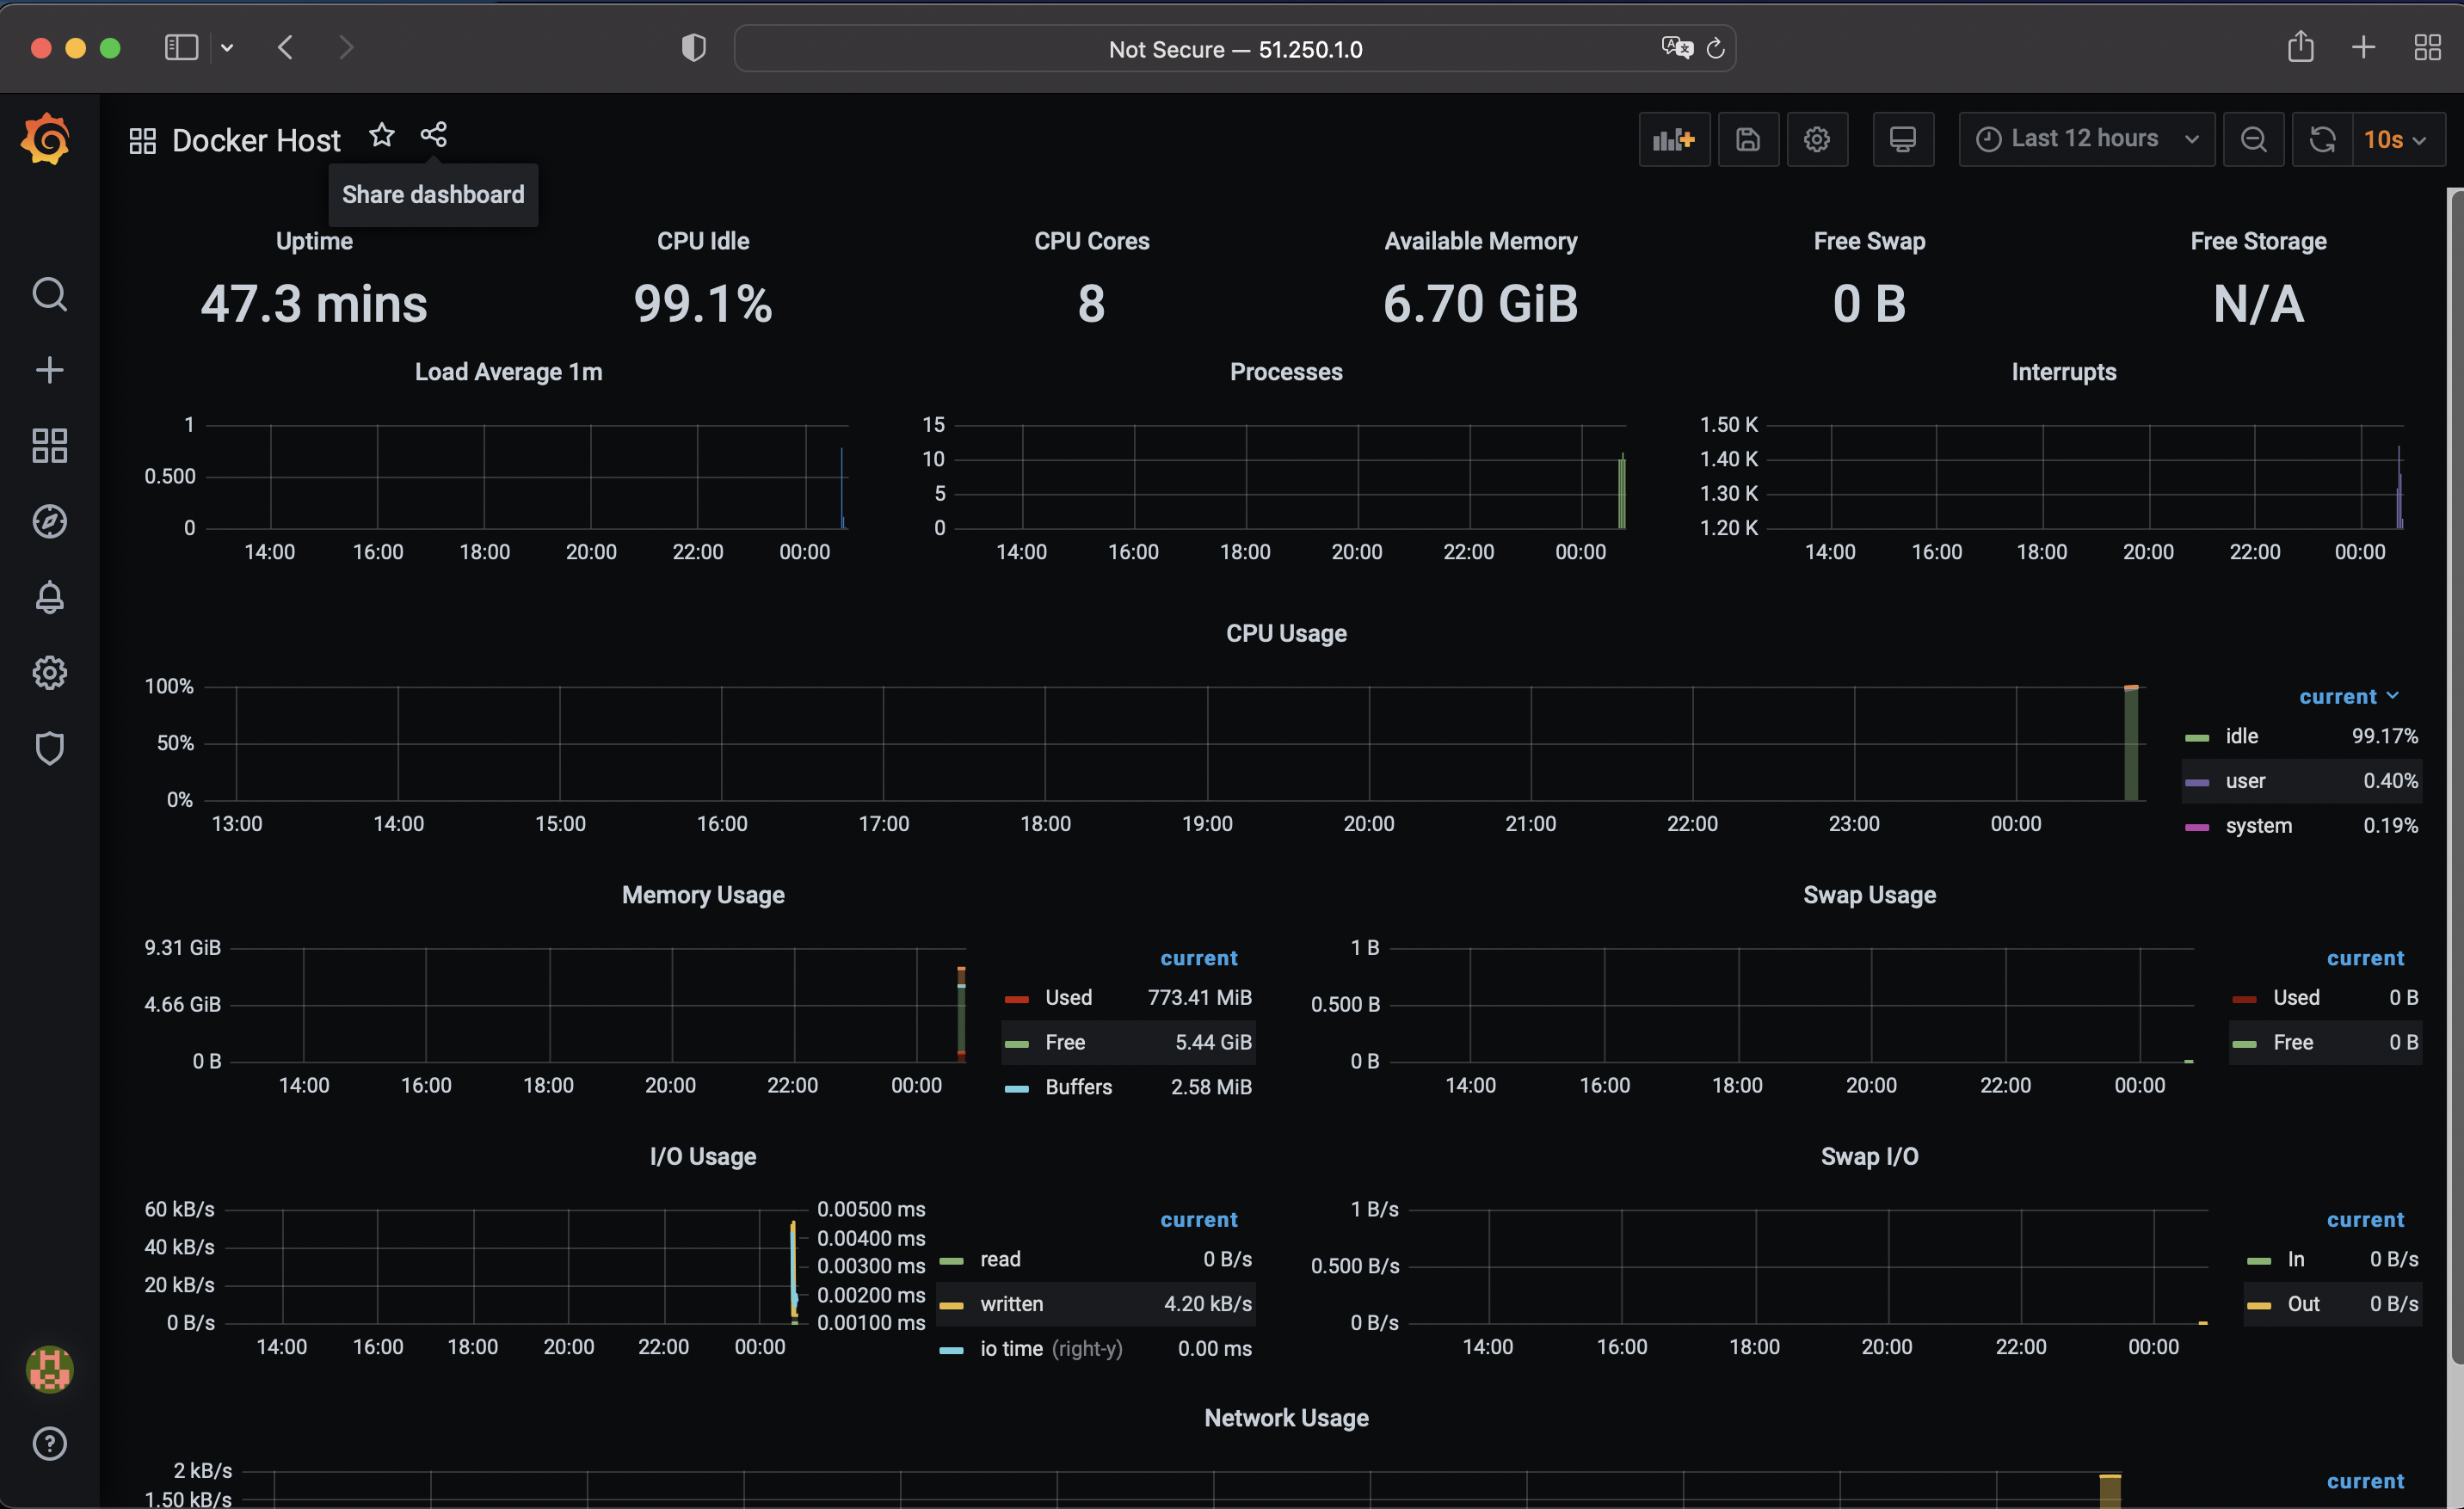 Not Secure — 51.250.1.0
Docker Host
Last 12 hours
10s
Share dashboard
Uptime
47.3 mins
CPU Idle
99.1%
CPU Cores
8
Available Memory
6.70 GiB
Free Swap
0 B
Free Storage
N/A
Load Average 1m
1
0.500
0
14:00 16:00 18:00 20:00 22:00 00:00
Processes
15
10
5
0
14:00 16:00 18:00 20:00 22:00 00:00
Interrupts
1.50 K
1.40 K
1.30 K
1.20 K
14:00 16:00 18:00 20:00 22:00 00:00
CPU Usage
100%
50%
0%
13:00 14:00 15:00 16:00 17:00 18:00 19:00 20:00 21:00 22:00 23:00 00:00
current
idle 99.17%
user 0.40%
system 0.19%
Memory Usage
9.31 GiB
4.66 GiB
0 B
14:00 16:00 18:00 20:00 22:00 00:00
current
Used 773.41 MiB
Free 5.44 GiB
Buffers 2.58 MiB
Swap Usage
1 B
0.500 B
0 B
14:00 16:00 18:00 20:00 22:00 00:00
current
Used 0 B
Free 0 B
I/O Usage
60 kB/s
40 kB/s
20 kB/s
0 B/s
14:00 16:00 18:00 20:00 22:00 00:00
0.00500 ms
0.00400 ms
0.00300 ms
0.00200 ms
0.00100 ms
current
read 0 B/s
written 4.20 kB/s
io time (right-y) 0.00 ms
Swap I/O
1 B/s
0.500 B/s
0 B/s
14:00 16:00 18:00 20:00 22:00 00:00
current
In 0 B/s
Out 0 B/s
Network Usage
2 kB/s
1.50 kB/s
current